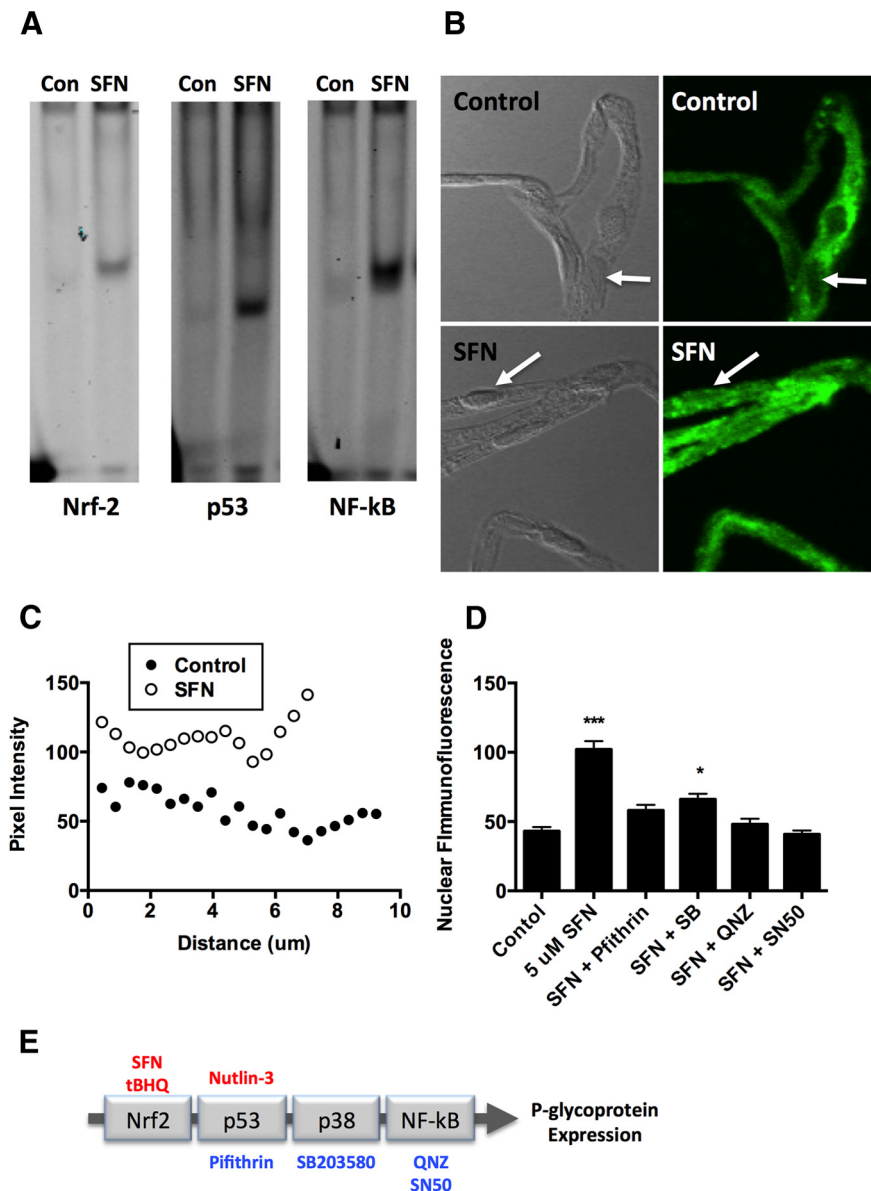 A
Con SFN
Con SFN
Con SFN
Nrf-2
p53
NF-kB
B
Control
Control
SFN
SFN
C
Control
SFN
150
100
50
0
Pixel Intensity
0 2 4 6 8 10
Distance (um)
D
150
100
50
0
Nuclear FImmunofluorescence
***
*
Contol
5 uM SFN
SFN + Pfithrin
SFN + SB
SFN + QNZ
SFN + SN50
E
SFN
tBHQ
Nutlin-3
Nrf2
p53
p38
NF-kB
Pifithrin
SB203580
QNZ
SN50
P-glycoprotein
Expression